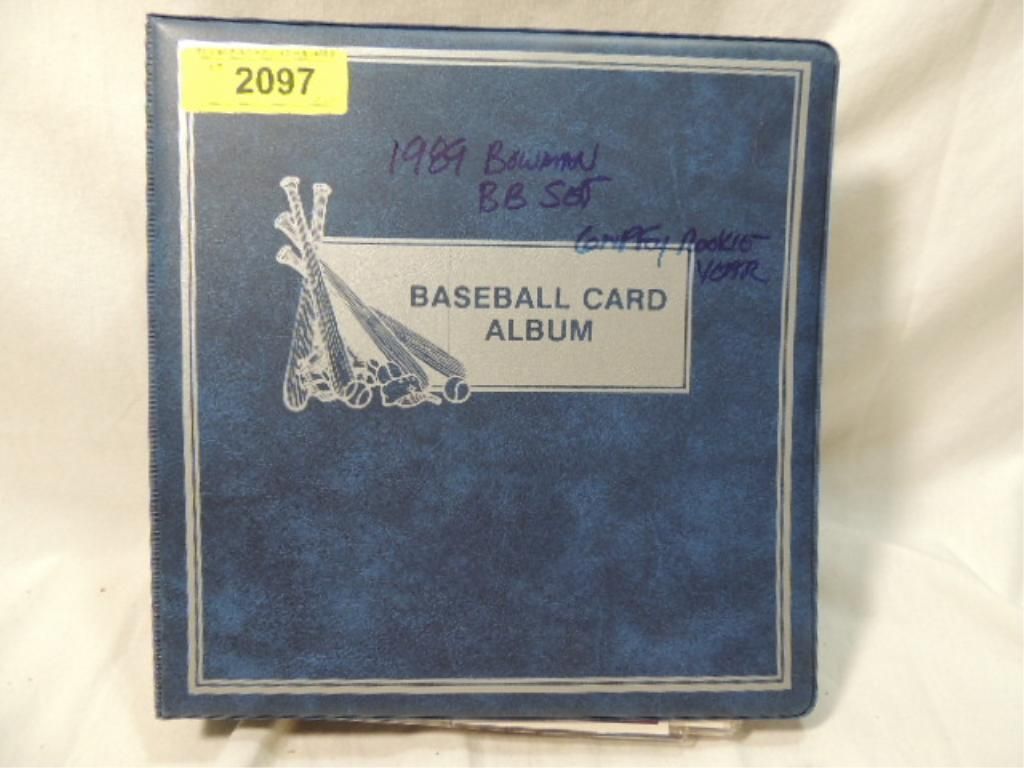 2097
1989 BOWMAN
BB SET
ROOKIE
YEAR
BASEBALL CARD
ALBUM